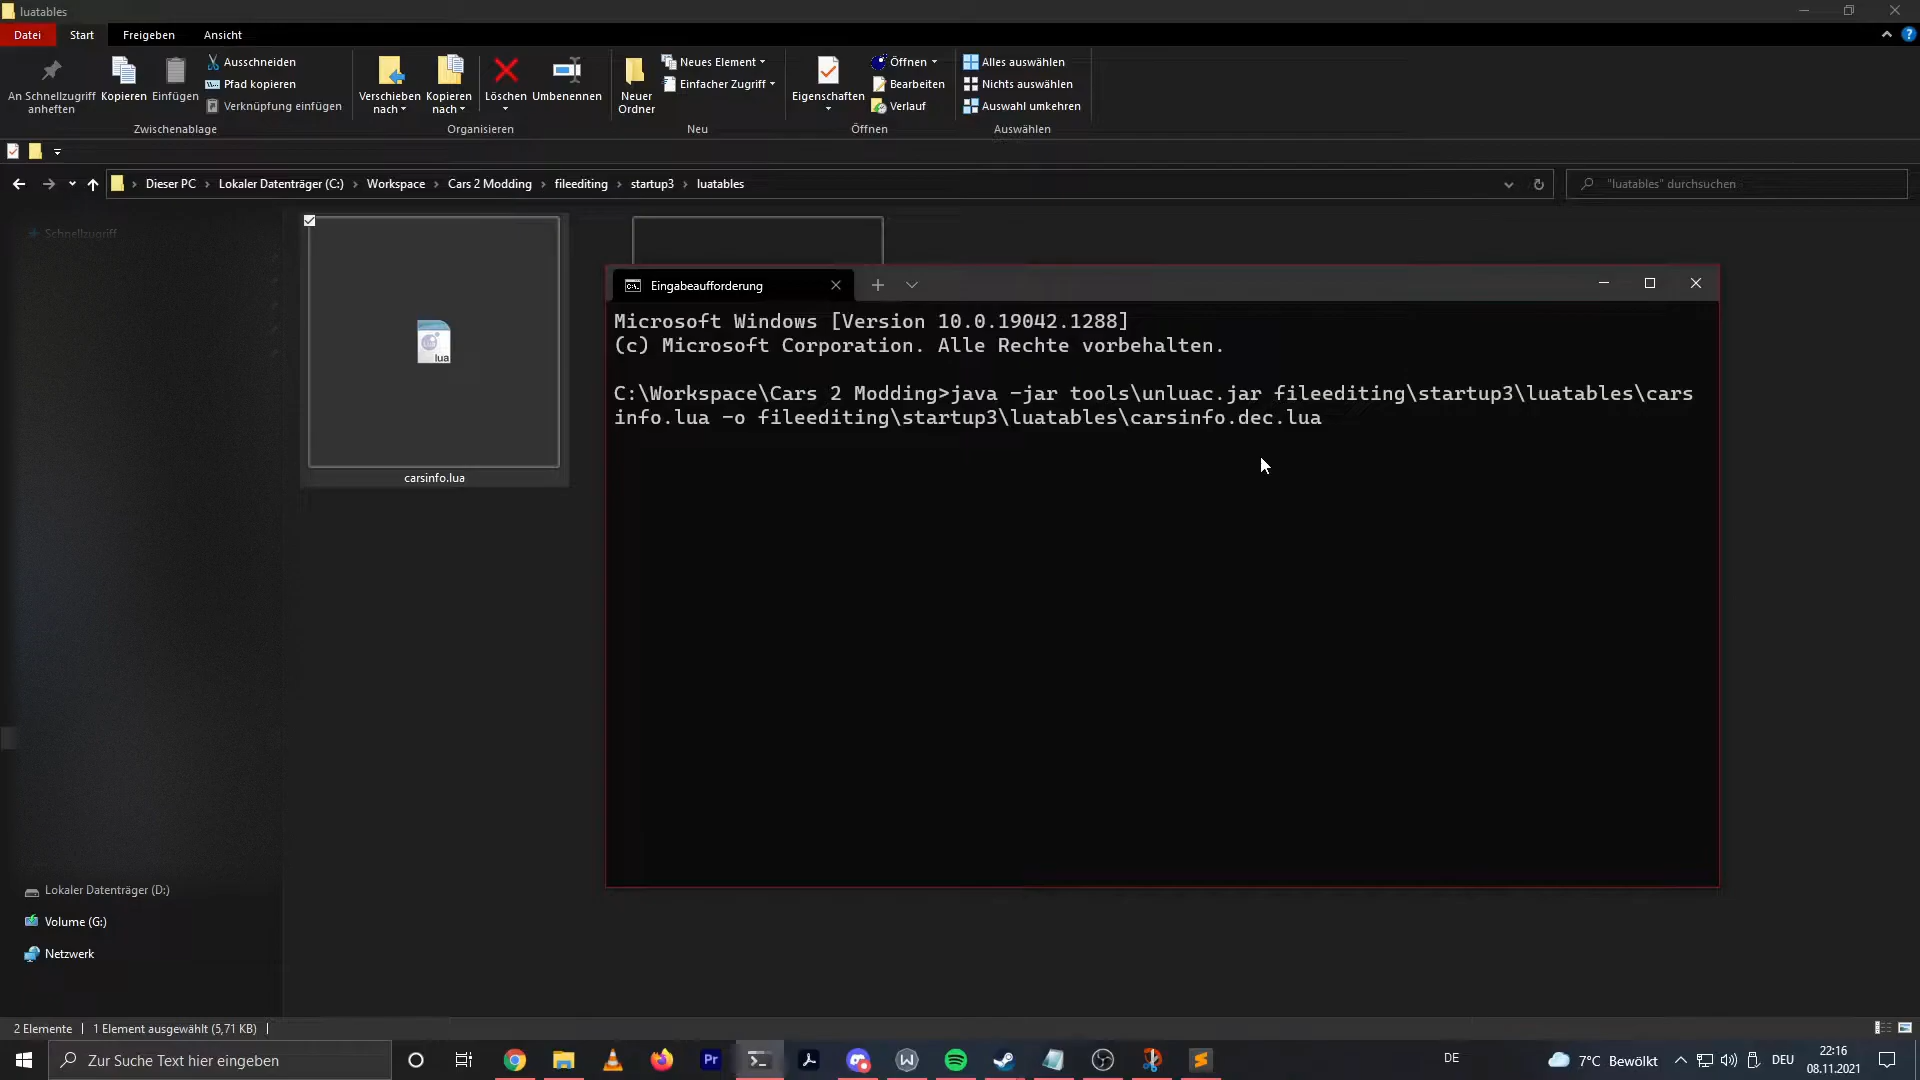 luatables
Datei
Start
Freigeben
Ansicht
An Schnellzugriff
anheften
Kopieren
Einfügen
Ausschneiden
Pfad kopieren
Verknüpfung einfügen
Zwischenablage
Verschieben
nach
Kopieren
nach
Löschen
Umbenennen
Organisieren
Neuer
Ordner
Neues Element
Einfacher Zugriff
Neu
Eigenschaften
Öffnen
Bearbeiten
Verlauf
Öffnen
Alles auswählen
Nichts auswählen
Auswahl umkehren
Auswählen
Dieser PC › Lokaler Datenträger (C:) › Workspace › Cars 2 Modding › fileediting › startup3 › luatables
"luatables" durchsuchen
Schnellzugriff
lua
carsinfo.lua
Eingabeaufforderung
Microsoft Windows [Version 10.0.19042.1288]
(c) Microsoft Corporation. Alle Rechte vorbehalten.
C:\Workspace\Cars 2 Modding>java -jar tools\unluac.jar fileediting\startup3\luatables\cars
info.lua -o fileediting\startup3\luatables\carsinfo.dec.lua
Lokaler Datenträger (D:)
Volume (G:)
Netzwerk
2 Elemente
1 Element ausgewählt (5,71 KB)
Zur Suche Text hier eingeben
Pr
DE
7°C Bewölkt
DEU
22:16
08.11.2021